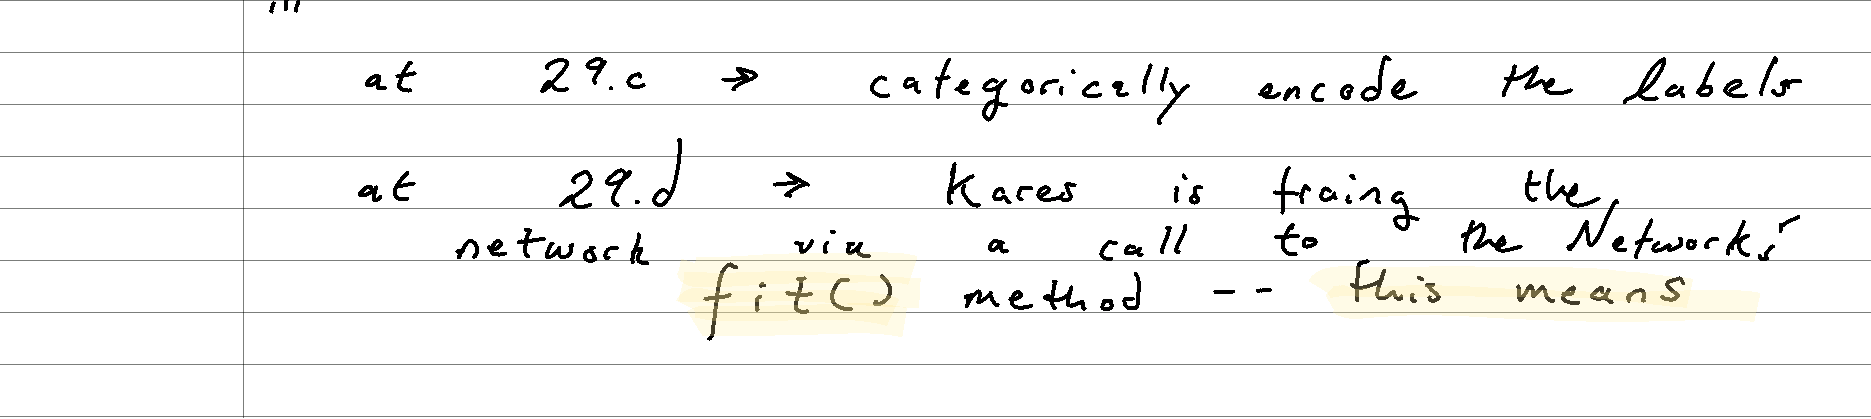 at 29.c → categorically encode the labels
at 29.d → Kares is fraing the
network via a call to the Networks'
fit() method -- this means